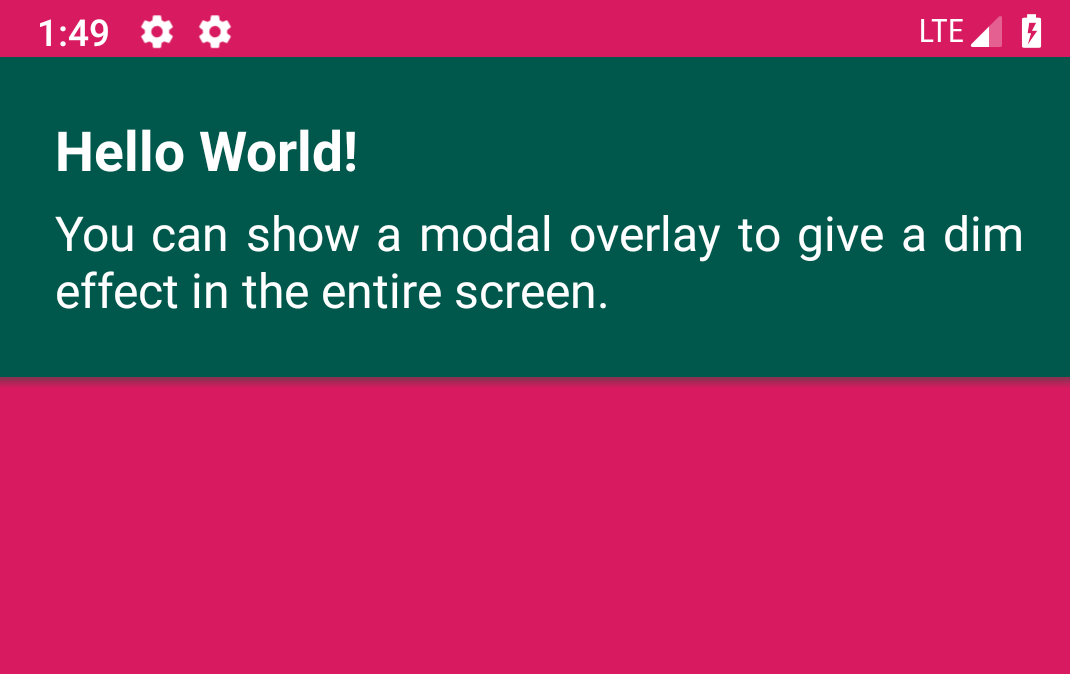 1:49 LTE
Hello World!
You can show a modal overlay to give a dim
effect in the entire screen.